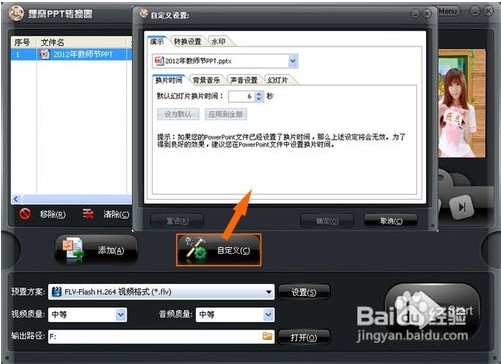 狸窝PPT转换器
Menu
序号 文件名
1 2012年教师节PPT
自定义设置:
演示 转换设置 水印
2012年教师节PPT.pptx
换片时间 背景音乐 声音设置 幻灯片
默认幻灯片换片时间: 6 秒
设为默认 应用到全部
提示:如果您的PowerPoint文件已经设置了换片时间,那么上述设定将会无效。为了
得到良好的效果,建议您在PowerPoint文件中设置换片时间。
重设(R) 确定(O) 取消(C)
移除(R) 清除(C)
添加(A) 自定义(C)
预置方案: FLV-Flash H.264 视频格式 (*.flv) 设置(S)
视频质量: 中等 音频质量: 中等
输出路径: F: 打开(O)
Start
Baidu经验
jingyan.baidu.com